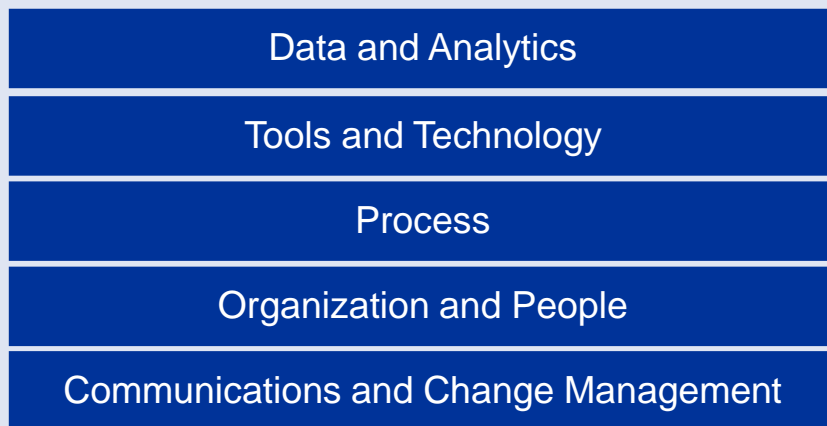 Data and Analytics
Tools and Technology
Process
Organization and People
Communications and Change Management